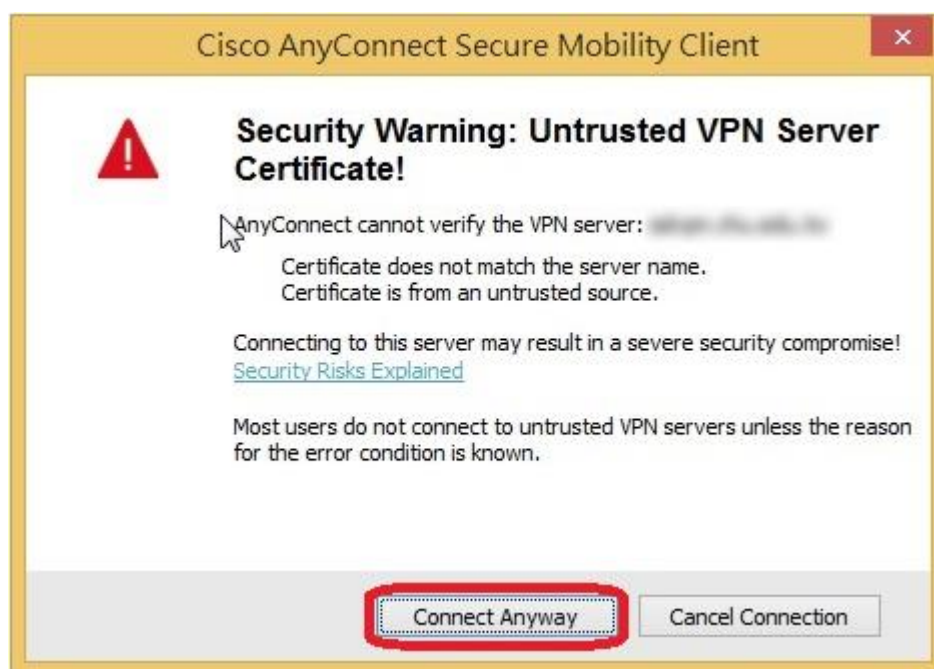 Cisco AnyConnect Secure Mobility Client
Security Warning: Untrusted VPN Server
Certificate!
AnyConnect cannot verify the VPN server:
Certificate does not match the server name.
Certificate is from an untrusted source.
Connecting to this server may result in a severe security compromise!
Security Risks Explained
Most users do not connect to untrusted VPN servers unless the reason
for the error condition is known.
Connect Anyway
Cancel Connection